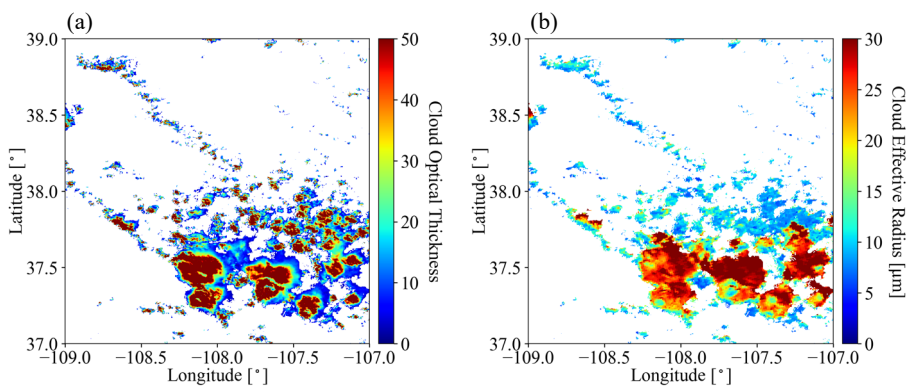 (a)
39.0
38.5
38.0
37.5
37.0
Latitude [°]
−109.0 −108.5 −108.0 −107.5 −107.0
Longitude [°]
50
40
30
20
10
0
Cloud Optical Thickness
(b)
39.0
38.5
38.0
37.5
37.0
Latitude [°]
−109.0 −108.5 −108.0 −107.5 −107.0
Longitude [°]
30
25
20
15
10
5
0
Cloud Effective Radius [μm]